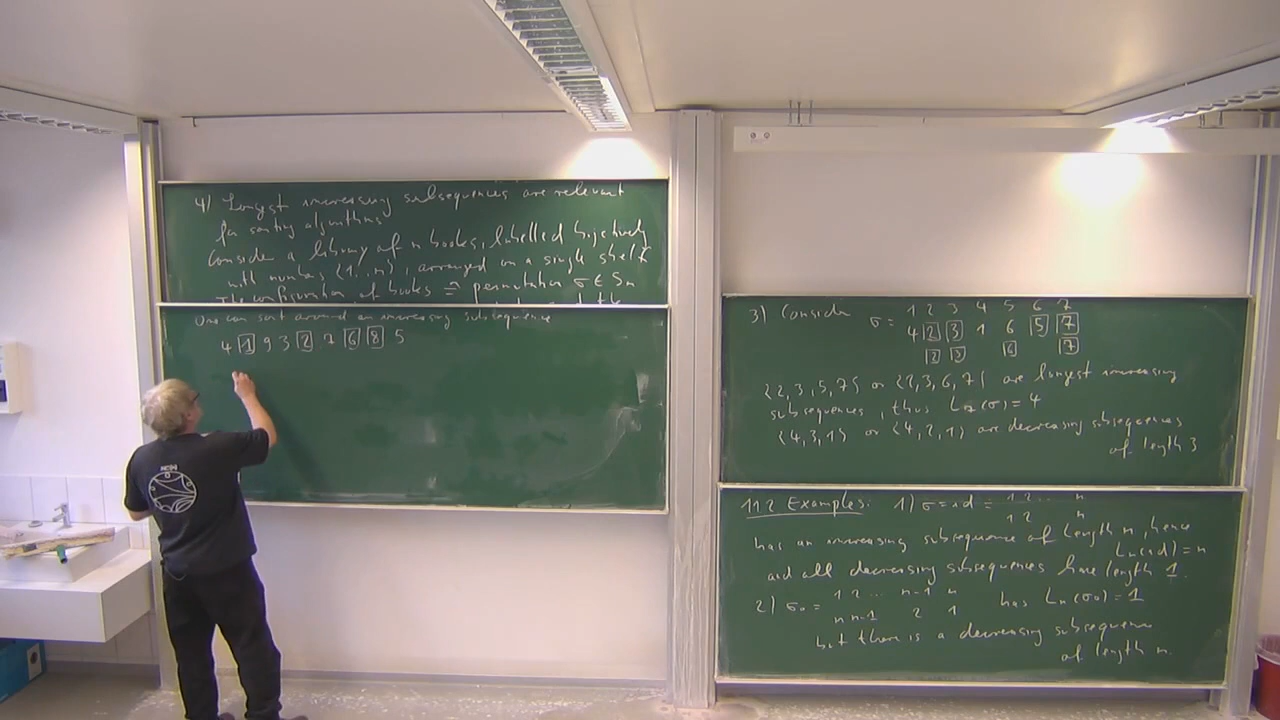 4) Longest increasing subsequences are relevant
for sorting algorithms
Consider a library of n books, labelled bijectively
with numbers {1...n}, arranged on a single shelf
The configuration of books ≙ permutation σ ∈ Sn
One can sort around an increasing subsequence
4 1 9 3 2 7 6 8 5
3) Consider σ = 1 2 3 4 5 6 7
4 2 3 1 6 5 7
2 3 6 7
{2,3,5,7} or {2,3,6,7} are longest increasing
subsequences, thus L7(σ) = 4
{4,3,1} or {4,2,1} are decreasing subsequences
of length 3
11.2 Examples: 1) σ = id = 1 2 ... n
1 2 n
has an increasing subsequence of length n, hence
Ln(id) = n
and all decreasing subsequences have length 1.
2) σ0 = 1 2 ... n-1 n has Ln(σ0) = 1
n n-1 2 1
but there is a decreasing subsequence
of length n.